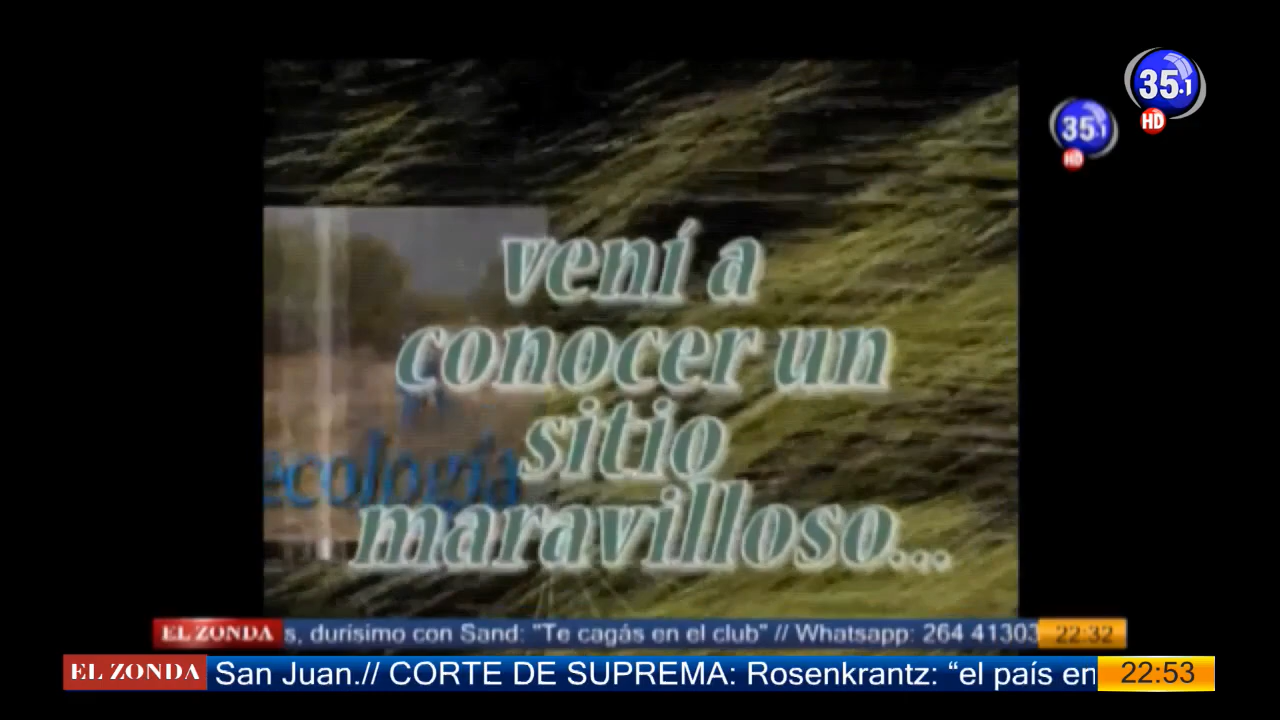 35.1
HD
35.1
HD
vení a
conocer un
sitio
maravilloso...
ecología
EL ZONDA s, durísimo con Sand: "Te cagás en el club" // Whatsapp: 264 41303 22:32
EL ZONDA San Juan.// CORTE DE SUPREMA: Rosenkrantz: “el país en 22:53